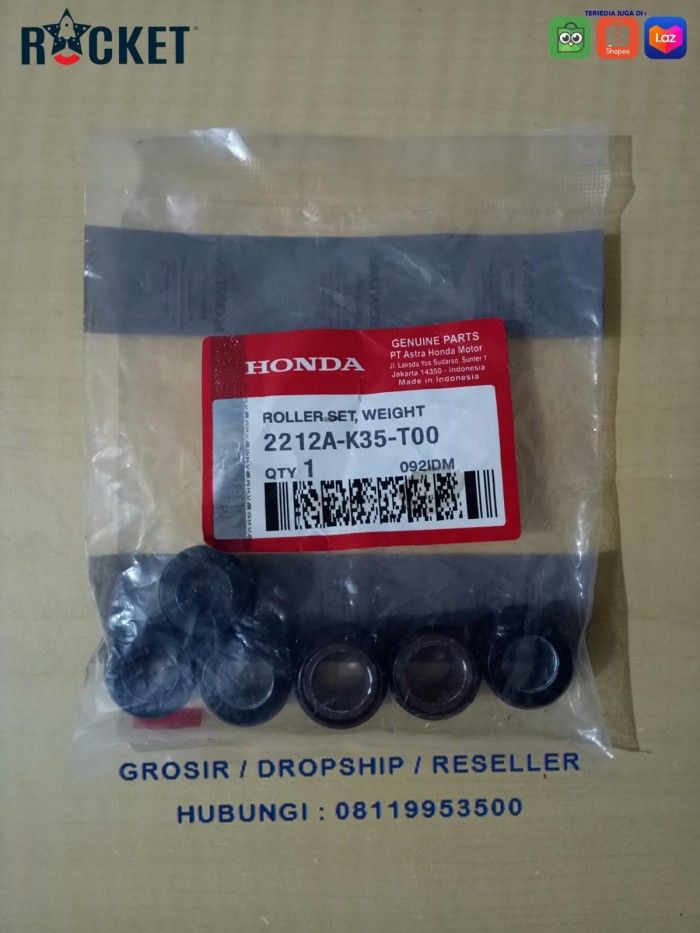 ROCKET
TERSEDIA JUGA DI :
Shopee
Laz
HONDA
GENUINE PARTS
PT Astra Honda Motor
Jl. Laksda Yos Sudarso, Sunter 1
Jakarta 14350 - Indonesia
Made in Indonesia
ROLLER SET, WEIGHT
2212A-K35-T00
QTY 1
092IDM
GROSIR / DROPSHIP / RESELLER
HUBUNGI : 08119953500